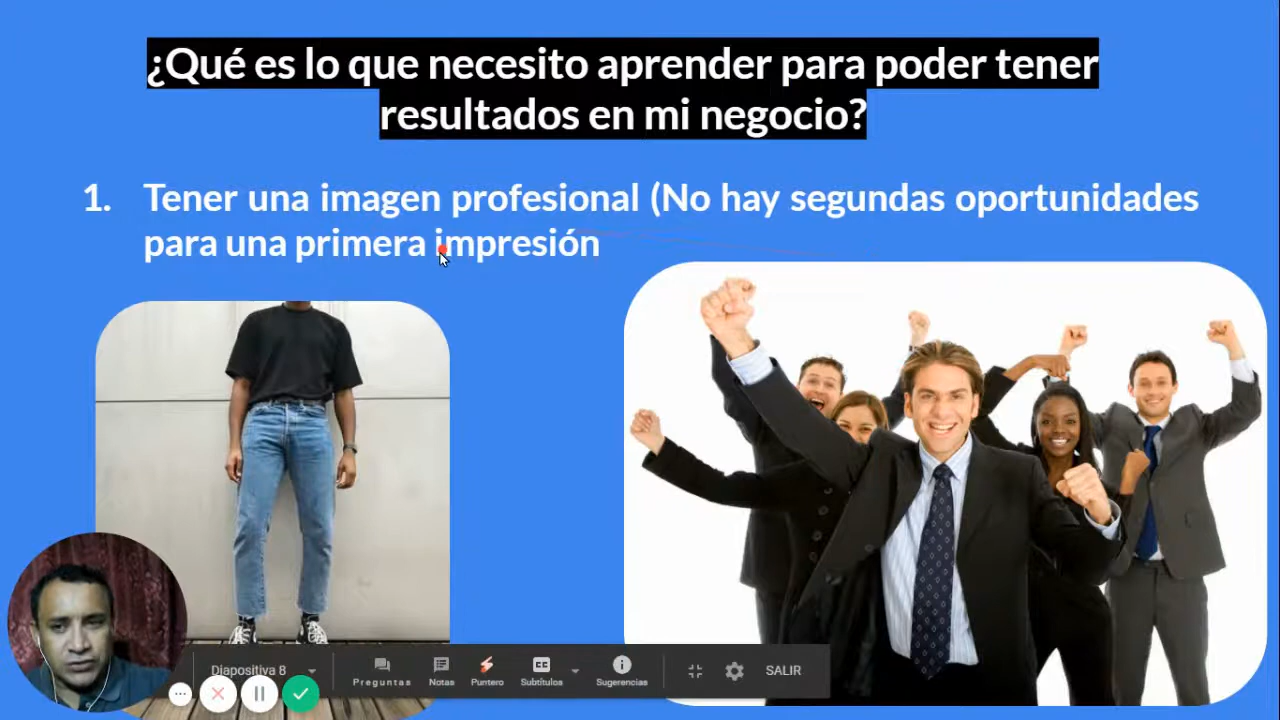 ¿Qué es lo que necesito aprender para poder tener
resultados en mi negocio?
1. Tener una imagen profesional (No hay segundas oportunidades
para una primera impresión
Diapositiva 8
Preguntas
Notas
Puntero
Subtítulos
Sugerencias
SALIR